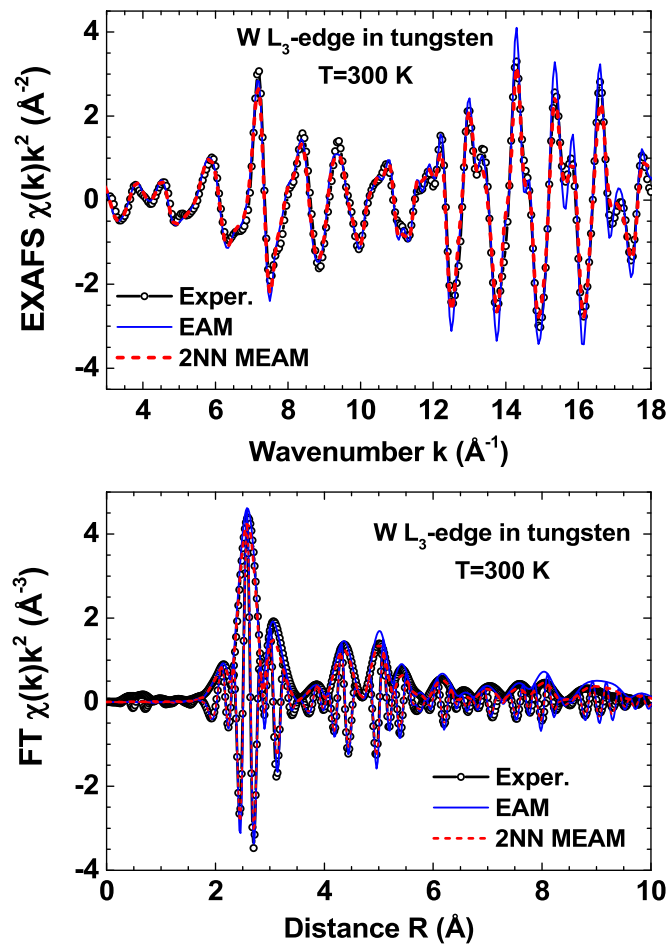 W L₃-edge in tungsten
T=300 K
4
2
0
-2
-4
EXAFS χ(k)k² (Å⁻²)
Exper.
EAM
2NN MEAM
4 6 8 10 12 14 16 18
Wavenumber k (Å⁻¹)
W L₃-edge in tungsten
T=300 K
4
2
0
-2
-4
FT χ(k)k² (Å⁻³)
Exper.
EAM
2NN MEAM
0 2 4 6 8 10
Distance R (Å)